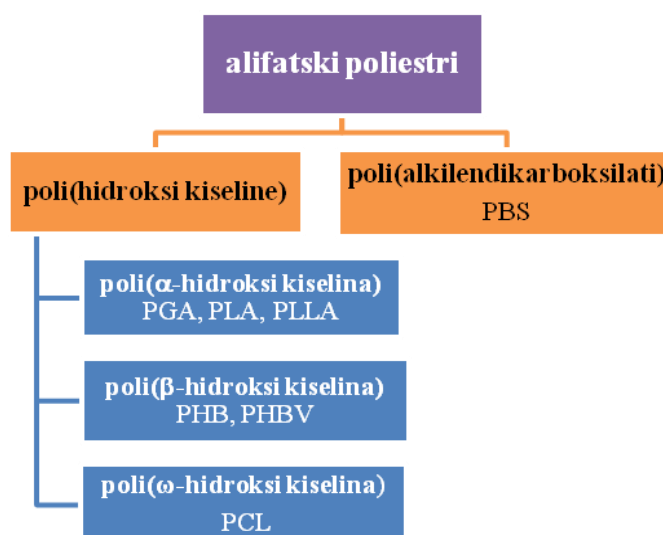 alifatski poliestri
poli(hidroksi kiseline)
poli(alkilendikarboksilati)
PBS
poli(α-hidroksi kiselina)
PGA, PLA, PLLA
poli(β-hidroksi kiselina)
PHB, PHBV
poli(ω-hidroksi kiselina)
PCL